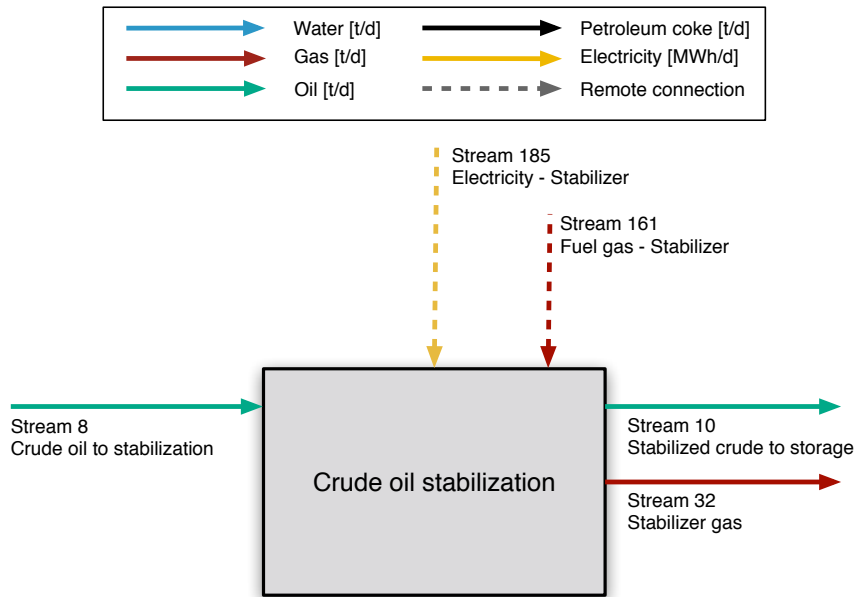 Water [t/d]
Petroleum coke [t/d]
Gas [t/d]
Electricity [MWh/d]
Oil [t/d]
Remote connection
Stream 185
Electricity - Stabilizer
Stream 161
Fuel gas - Stabilizer
Stream 8
Crude oil to stabilization
Crude oil stabilization
Stream 10
Stabilized crude to storage
Stream 32
Stabilizer gas